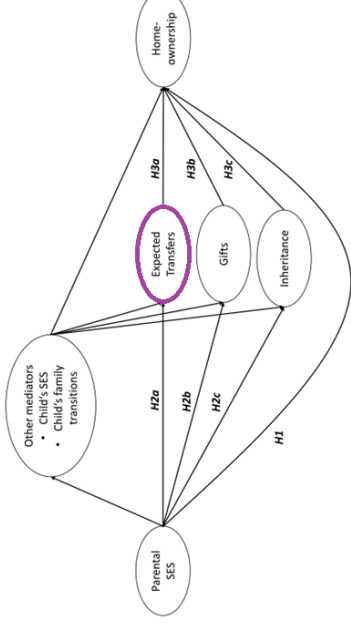 Other mediators
• Child's SES
• Child's family
transitions
Parental
SES
H2a
H2b
H2c
H1
Expected
Transfers
Gifts
Inheritance
H3a
H3b
H3c
Home-
ownership